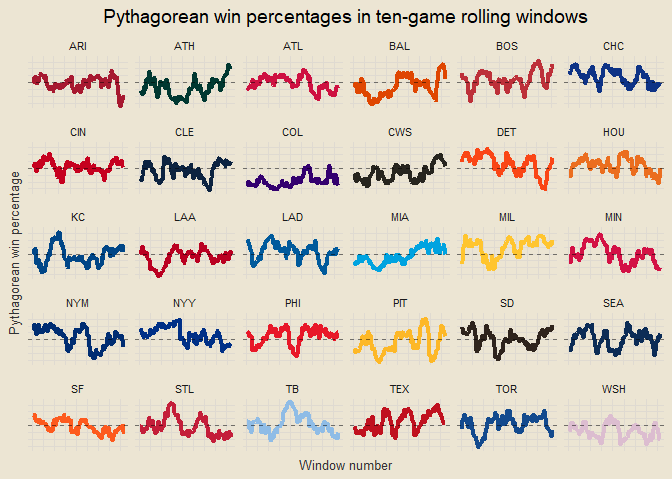 Pythagorean win percentages in ten-game rolling windows
ARI ATH ATL BAL BOS CHC
CIN CLE COL CWS DET HOU
KC LAA LAD MIA MIL MIN
NYM NYY PHI PIT SD SEA
SF STL TB TEX TOR WSH
Pythagorean win percentage
Window number